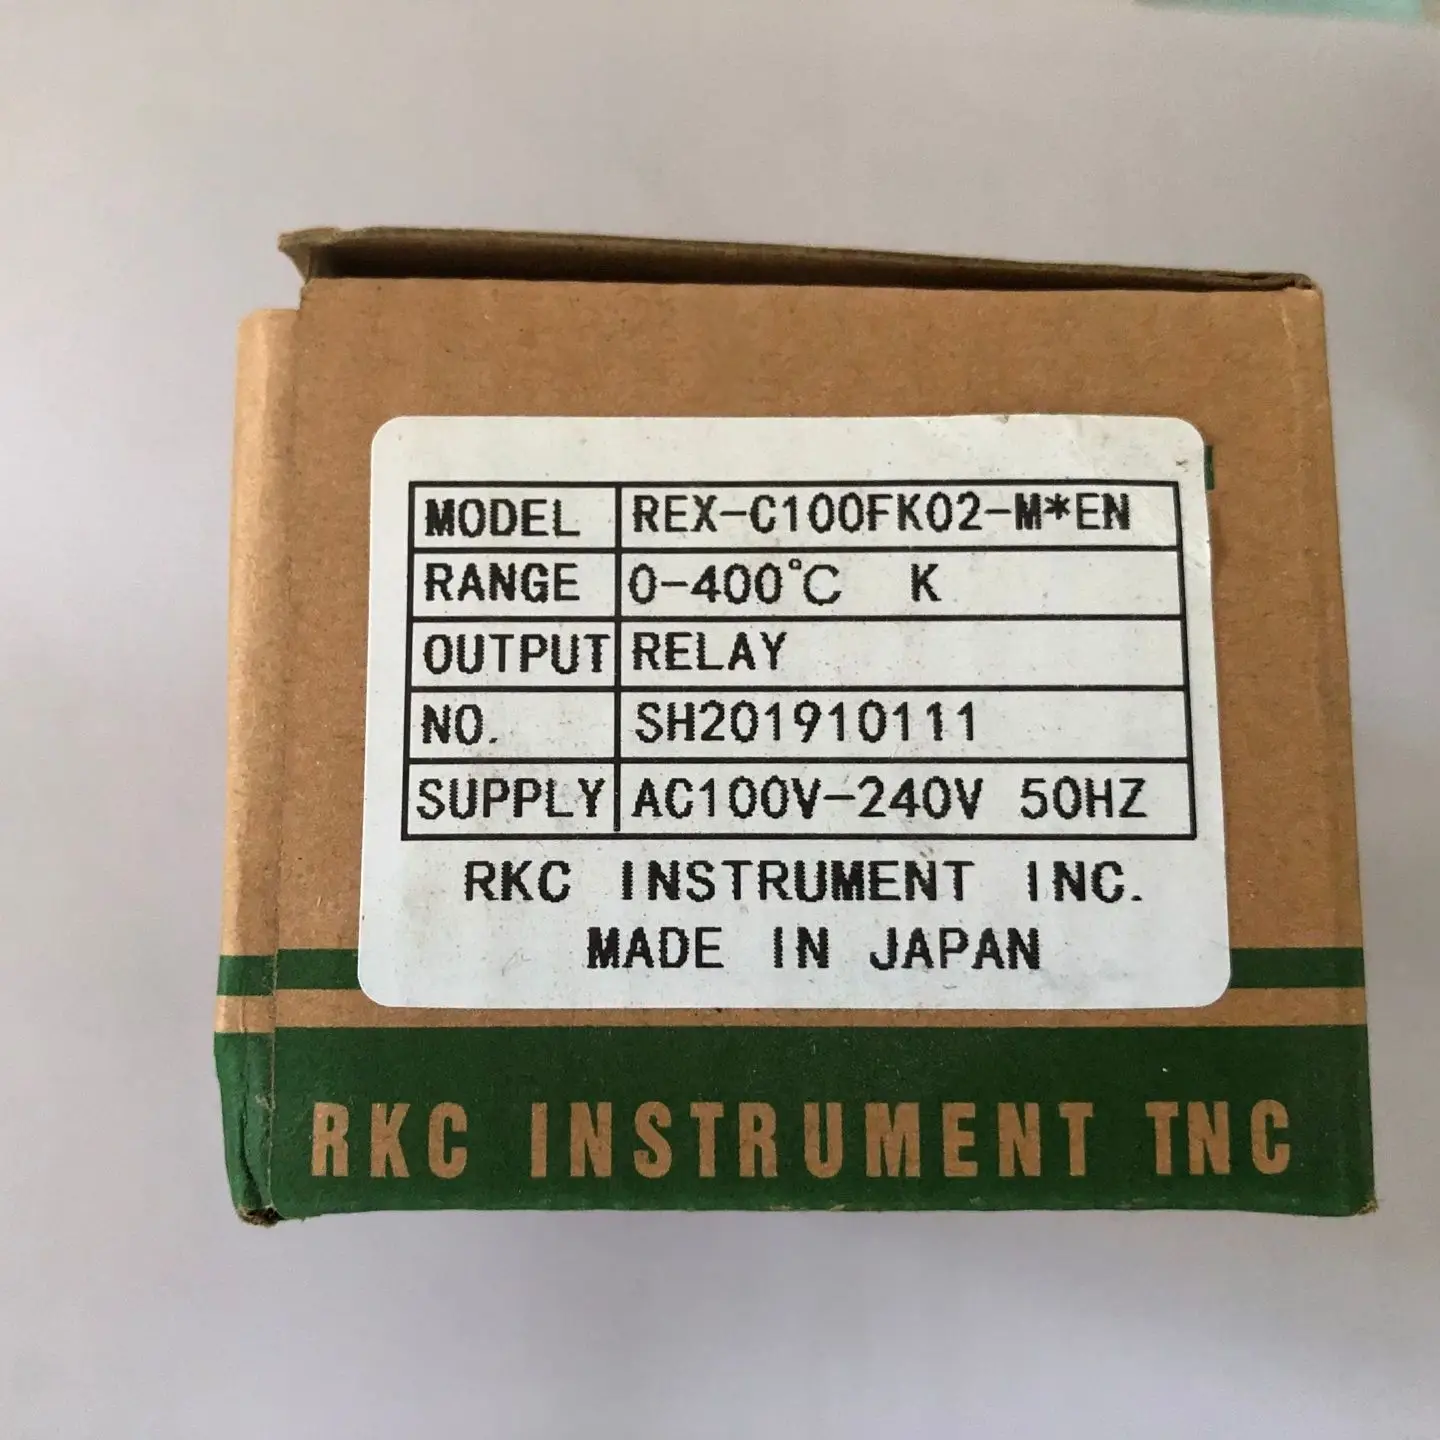 MODEL REX-C100FK02-M*EN
RANGE 0-400℃ K
OUTPUT RELAY
NO. SH201910111
SUPPLY AC100V-240V 50HZ
RKC INSTRUMENT INC.
MADE IN JAPAN
RKC INSTRUMENT TNC